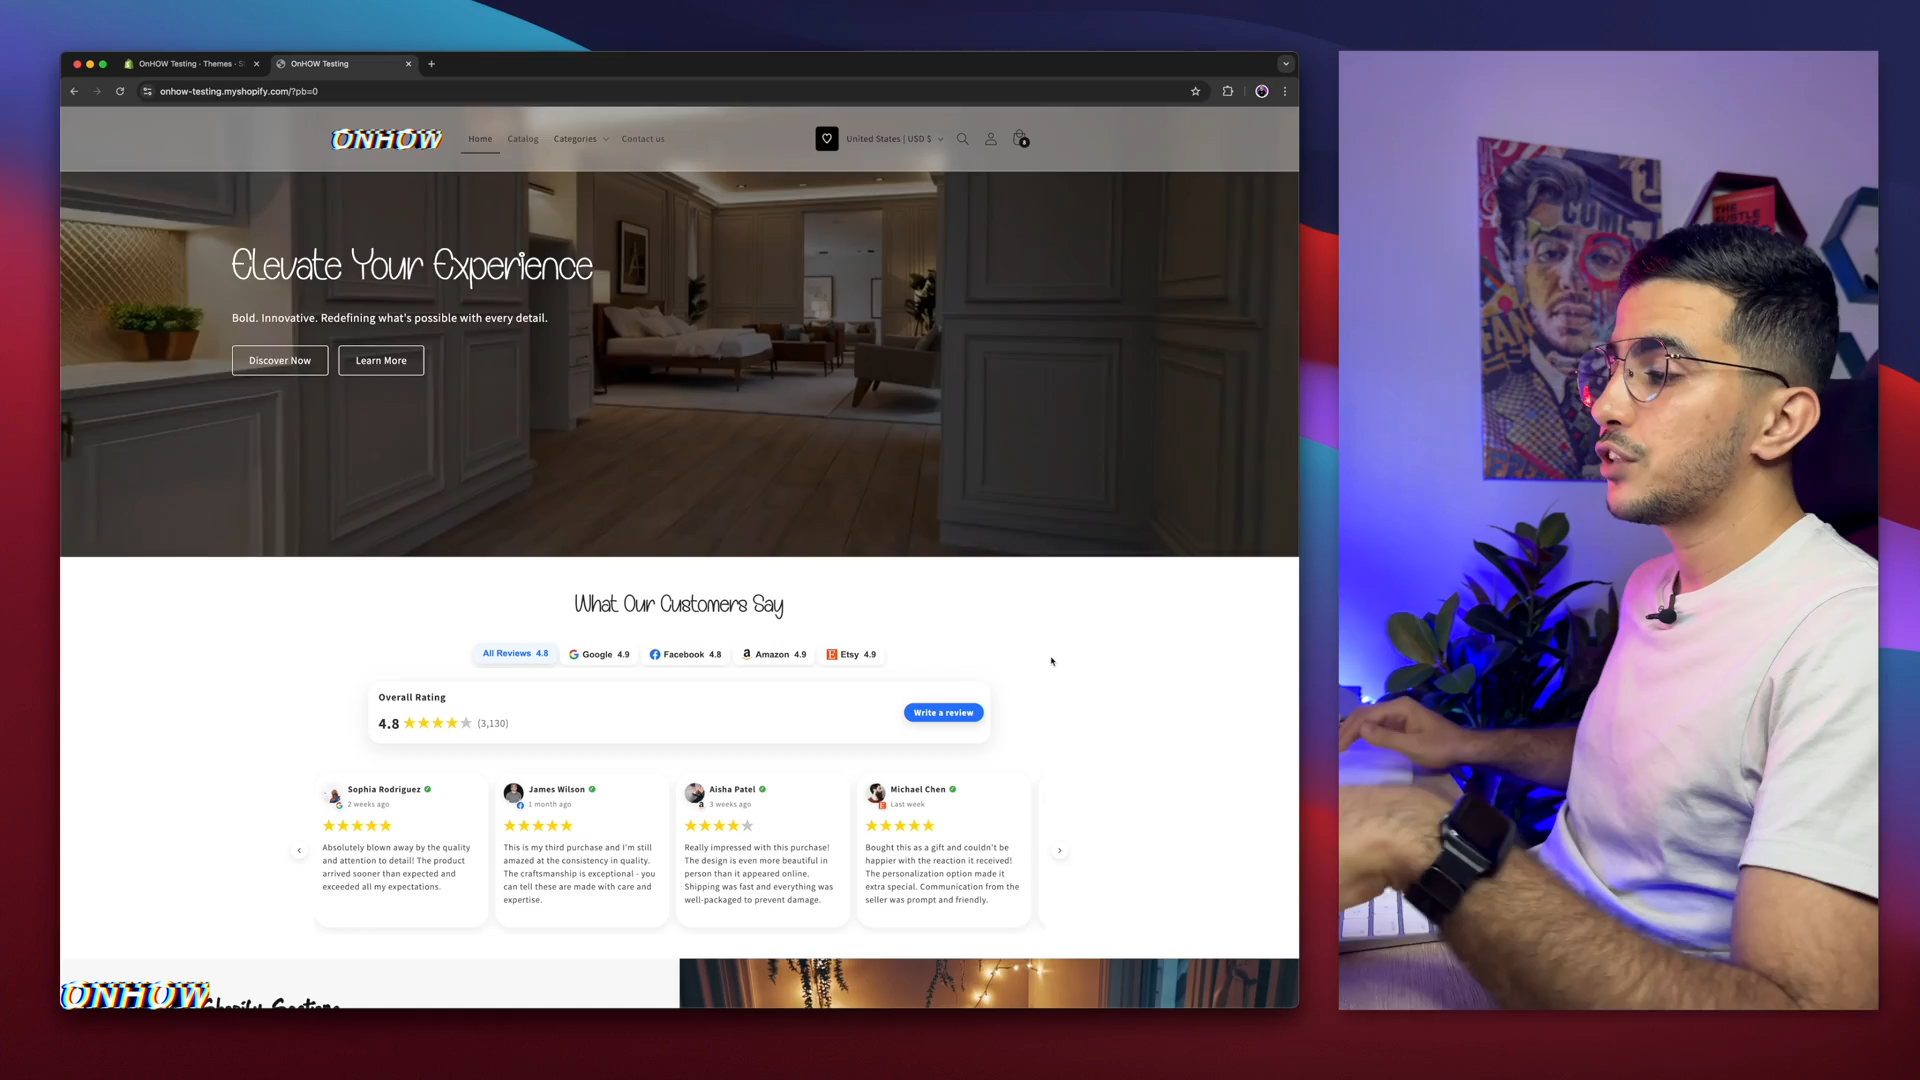 OnHOW Testing · Themes · S
OnHOW Testing
onhow-testing.myshopify.com/?pb=0
ONHOW
Home
Catalog
Categories
Contact us
United States | USD $
Elevate Your Experience
Bold. Innovative. Redefining what's possible with every detail.
Discover Now
Learn More
What Our Customers Say
All Reviews 4.8
Google 4.9
Facebook 4.8
Amazon 4.9
Etsy 4.9
Overall Rating
4.8 ★★★★★ (3,130)
Write a review
Sophia Rodriguez
2 weeks ago
Absolutely blown away by the quality
and attention to detail! The product
arrived sooner than expected and
exceeded all my expectations.
James Wilson
1 month ago
This is my third purchase and I'm still
amazed at the consistency in quality.
The craftsmanship is exceptional - you
can tell these are made with care and
expertise.
Aisha Patel
3 weeks ago
Really impressed with this purchase!
The design is even more beautiful in
person than it appeared online.
Shipping was fast and everything was
well-packaged to prevent damage.
Michael Chen
Last week
Bought this as a gift and couldn't be
happier with the reaction it received!
The personalization option made it
extra special. Communication from the
seller was prompt and friendly.
ONHOW
Shopify Sections
THE
SUBTLE
COME
FAN